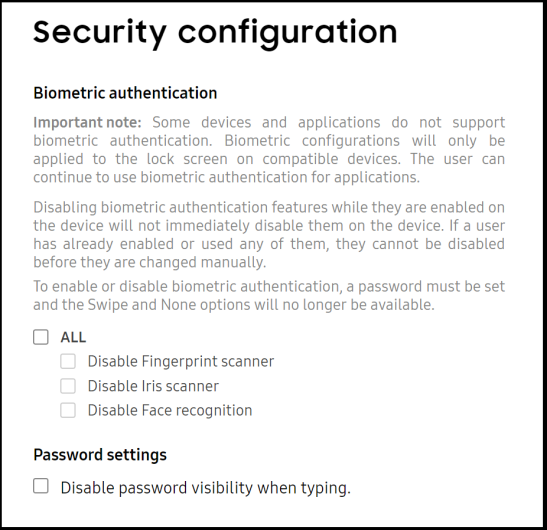 Security configuration
Biometric authentication
Important note: Some devices and applications do not support
biometric authentication. Biometric configurations will only be
applied to the lock screen on compatible devices. The user can
continue to use biometric authentication for applications.
Disabling biometric authentication features while they are enabled on
the device will not immediately disable them on the device. If a user
has already enabled or used any of them, they cannot be disabled
before they are changed manually.
To enable or disable biometric authentication, a password must be set
and the Swipe and None options will no longer be available.
ALL
Disable Fingerprint scanner
Disable Iris scanner
Disable Face recognition
Password settings
Disable password visibility when typing.